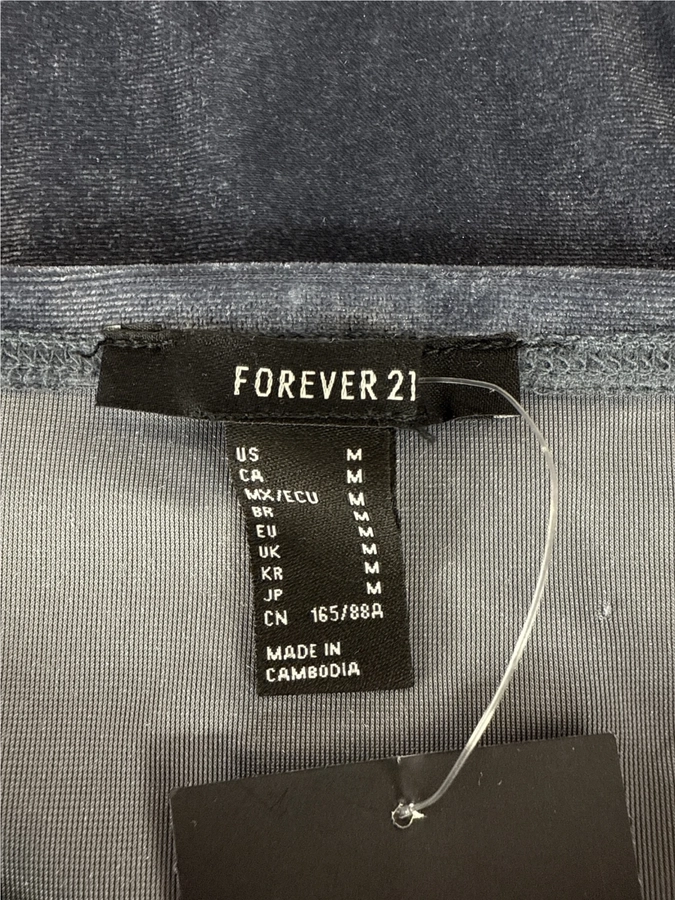 FOREVER 21
US M
CA M
MX/ECU M
BR M
EU M
UK M
KR M
JP M
CN 165/88A
MADE IN
CAMBODIA